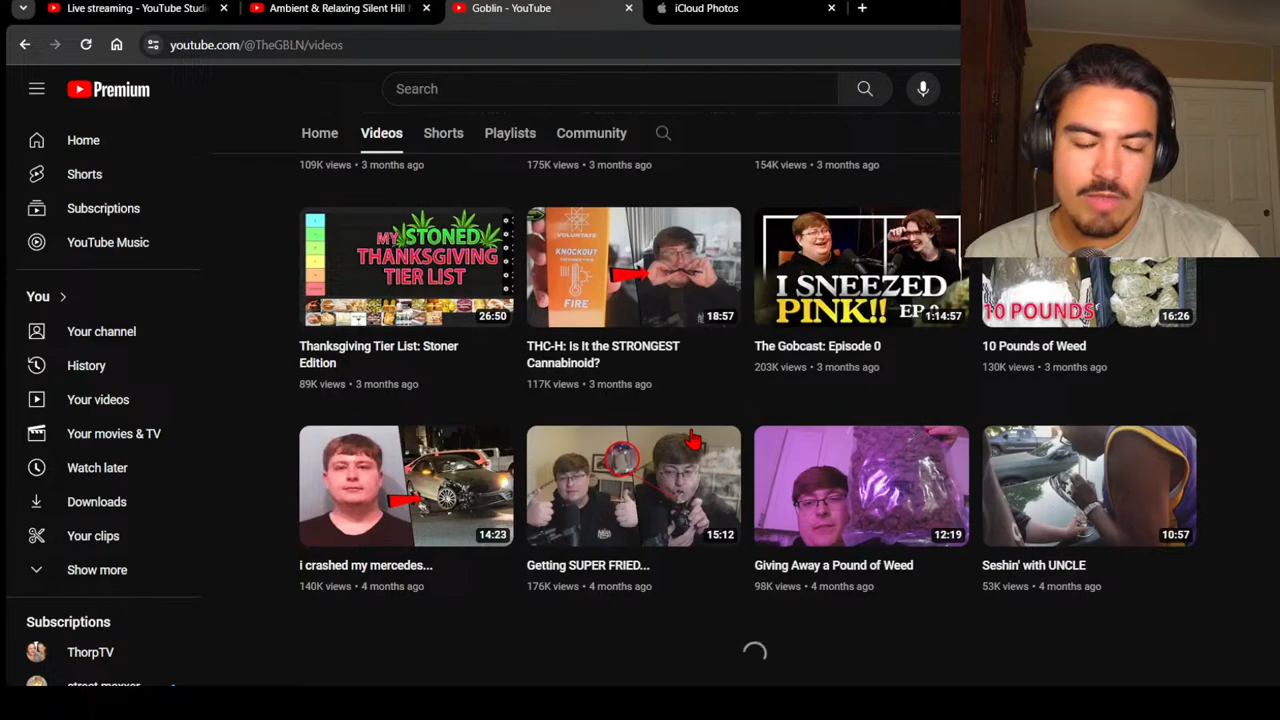 Live streaming - YouTube Studi
Ambient & Relaxing Silent Hill
Goblin - YouTube
iCloud Photos
youtube.com/@TheGBLN/videos
Premium
Search
Home
Videos
Shorts
Playlists
Community
Home
Shorts
Subscriptions
YouTube Music
You
Your channel
History
Your videos
Your movies & TV
Watch later
Downloads
Your clips
Show more
Subscriptions
ThorpTV
109K views • 3 months ago
175K views • 3 months ago
154K views • 3 months ago
MY STONED
THANKSGIVING
TIER LIST
26:50
KNOCKOUT
FIRE
18:57
I SNEEZED
PINK!!
1:14:57
10 POUNDS
16:26
Thanksgiving Tier List: Stoner
Edition
89K views • 3 months ago
THC-H: Is It the STRONGEST
Cannabinoid?
117K views • 3 months ago
The Gobcast: Episode 0
203K views • 3 months ago
10 Pounds of Weed
130K views • 3 months ago
14:23
15:12
12:19
10:57
i crashed my mercedes...
140K views • 4 months ago
Getting SUPER FRIED...
176K views • 4 months ago
Giving Away a Pound of Weed
98K views • 4 months ago
Seshin' with UNCLE
53K views • 4 months ago